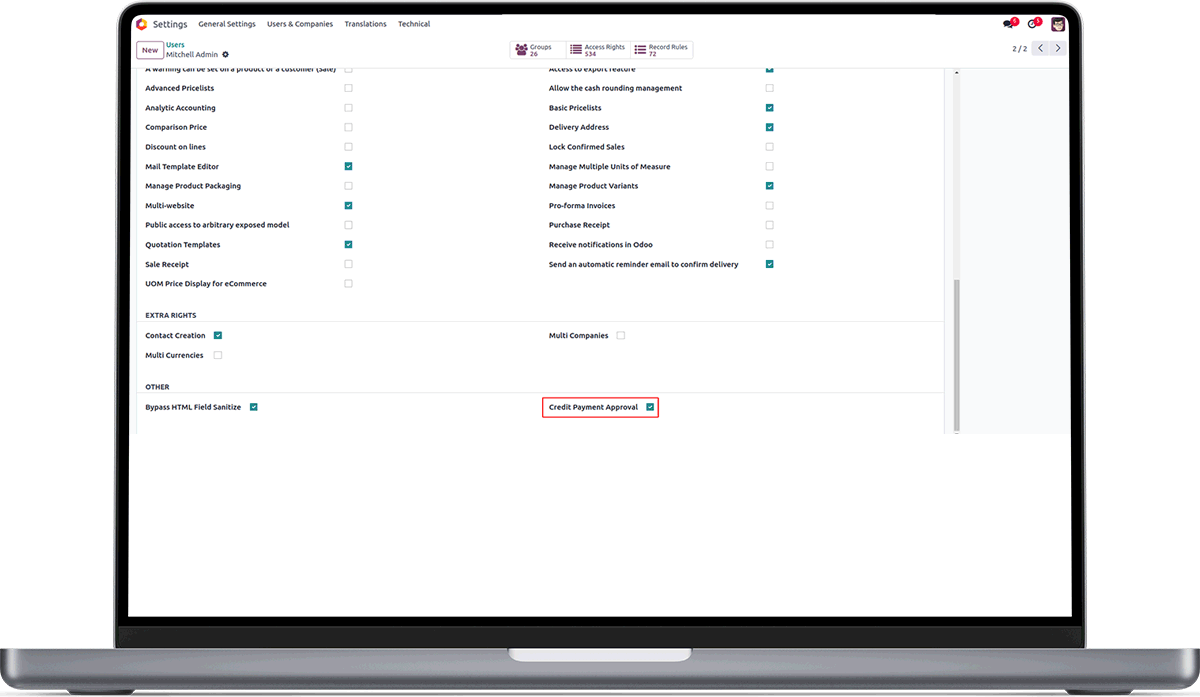 Settings General Settings Users & Companies Translations Technical
6 5
New Users
Mitchell Admin
Groups 26
Access Rights 534
Record Rules 72
2 / 2
A warning can be set on a product or a customer (Sale) Access to export feature
Advanced Pricelists Allow the cash rounding management
Analytic Accounting Basic Pricelists
Comparison Price Delivery Address
Discount on lines Lock Confirmed Sales
Mail Template Editor Manage Multiple Units of Measure
Manage Product Packaging Manage Product Variants
Multi-website Pro-forma Invoices
Public access to arbitrary exposed model Purchase Receipt
Quotation Templates Receive notifications in Odoo
Sale Receipt Send an automatic reminder email to confirm delivery
UOM Price Display for eCommerce
EXTRA RIGHTS
Contact Creation Multi Companies
Multi Currencies
OTHER
Bypass HTML Field Sanitize Credit Payment Approval